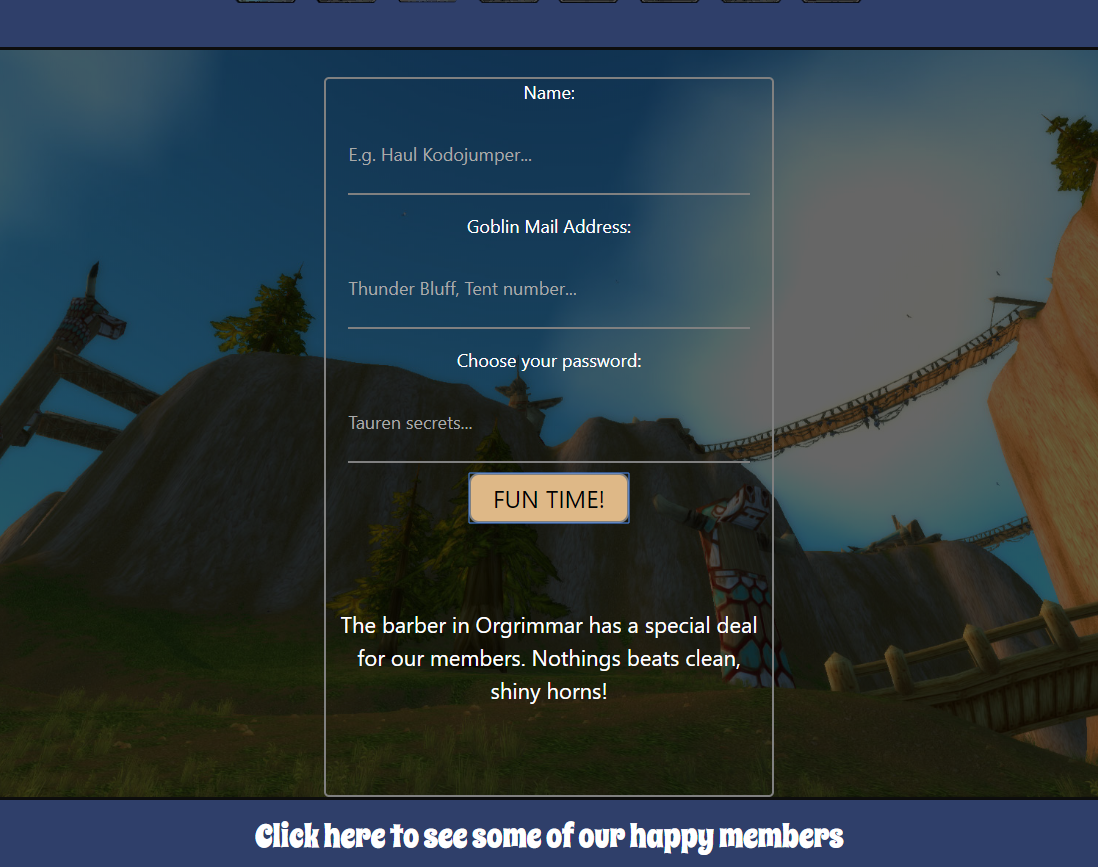 Name:
E.g. Haul Kodojumper...
Goblin Mail Address:
Thunder Bluff, Tent number...
Choose your password:
Tauren secrets...
FUN TIME!
The barber in Orgrimmar has a special deal
for our members. Nothings beats clean,
shiny horns!
Click here to see some of our happy members